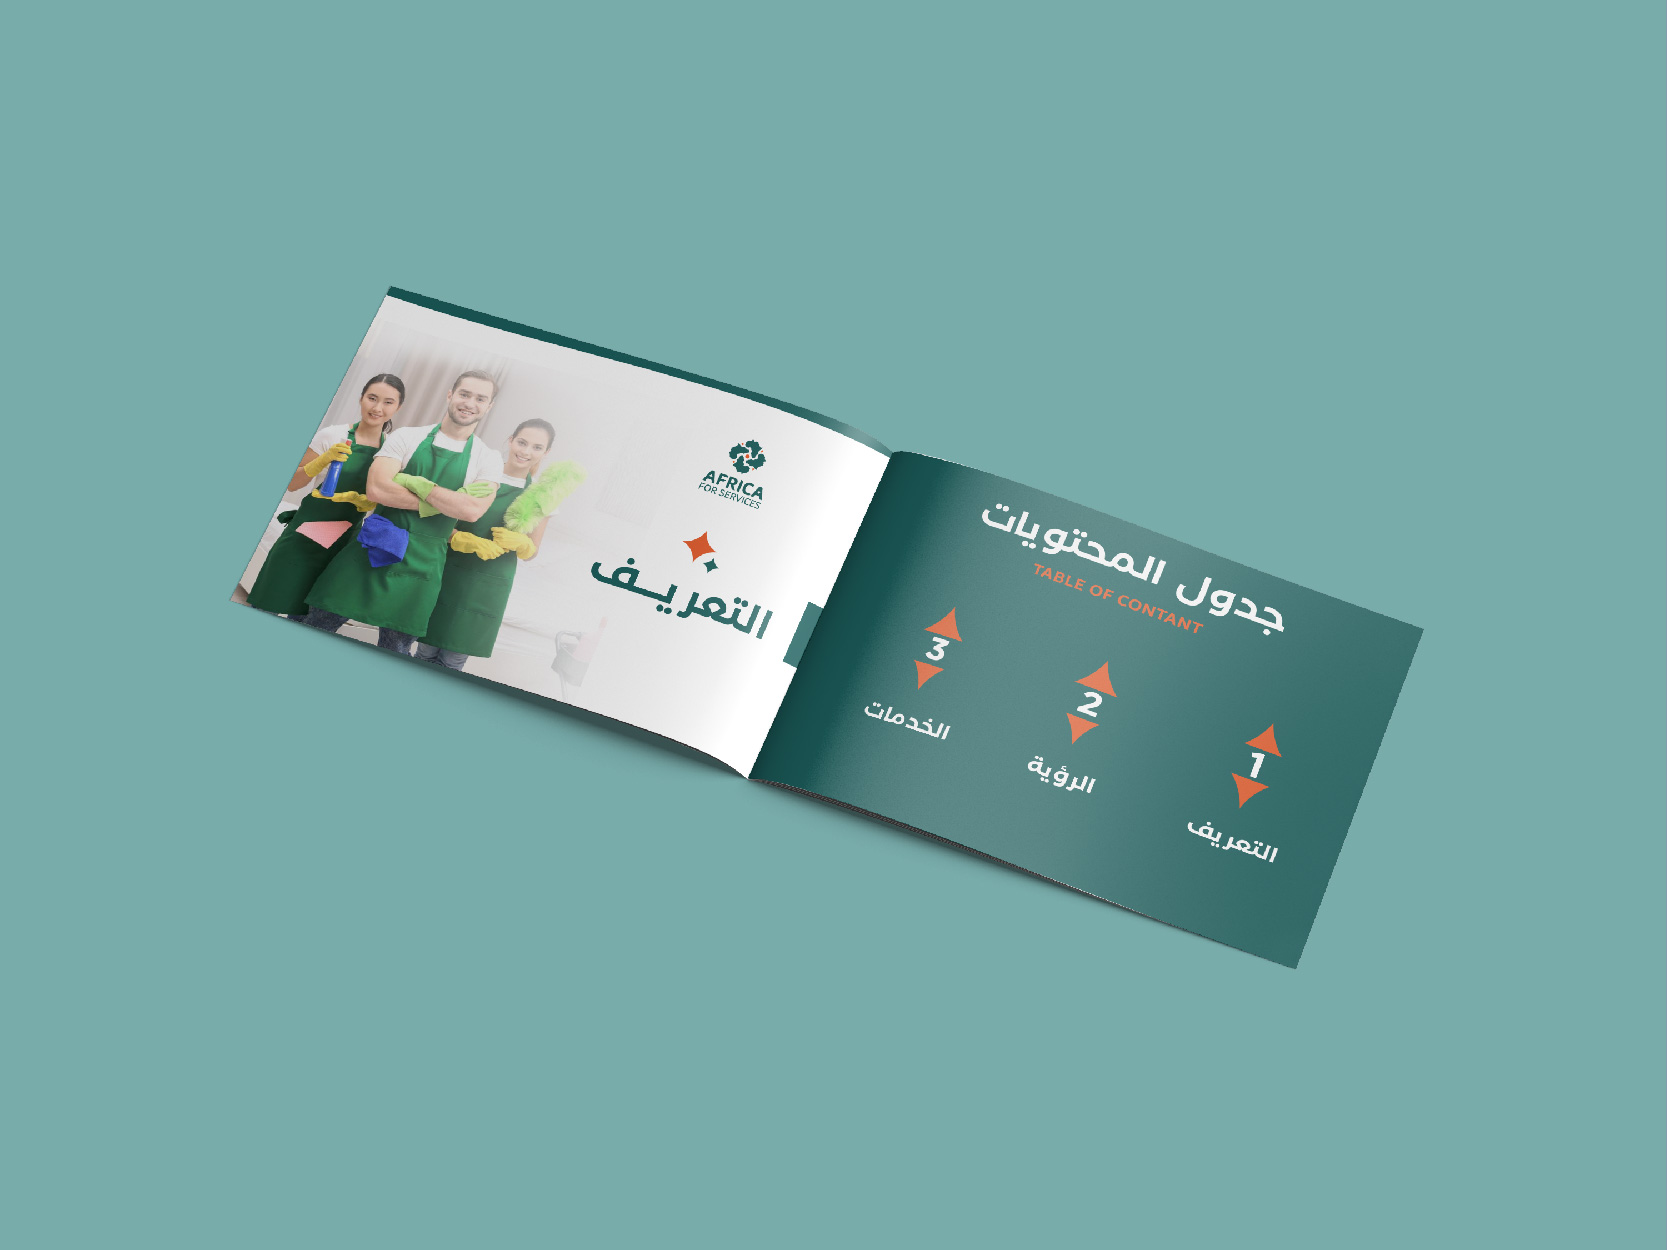 جدول المحتويات
TABLE OF CONTANT
1
التعريف
2
الرؤية
3
الخدمات
AFRICA
FOR SERVICES
التعريـف